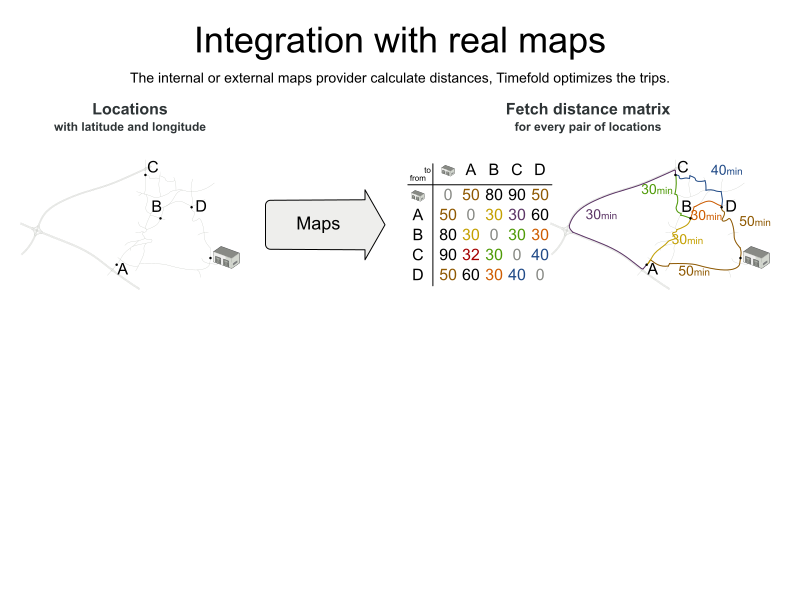 Integration with real maps
The internal or external maps provider calculate distances, Timefold optimizes the trips.
Locations
with latitude and longitude
C
B
D
A
Maps
Fetch distance matrix
for every pair of locations
to
from
A B C D
0 50 80 90 50
A 50 0 30 30 60
B 80 30 0 30 30
C 90 32 30 0 40
D 50 60 30 40 0
C
40min
30min
B
D
30min
30min
50min
30min
A
50min